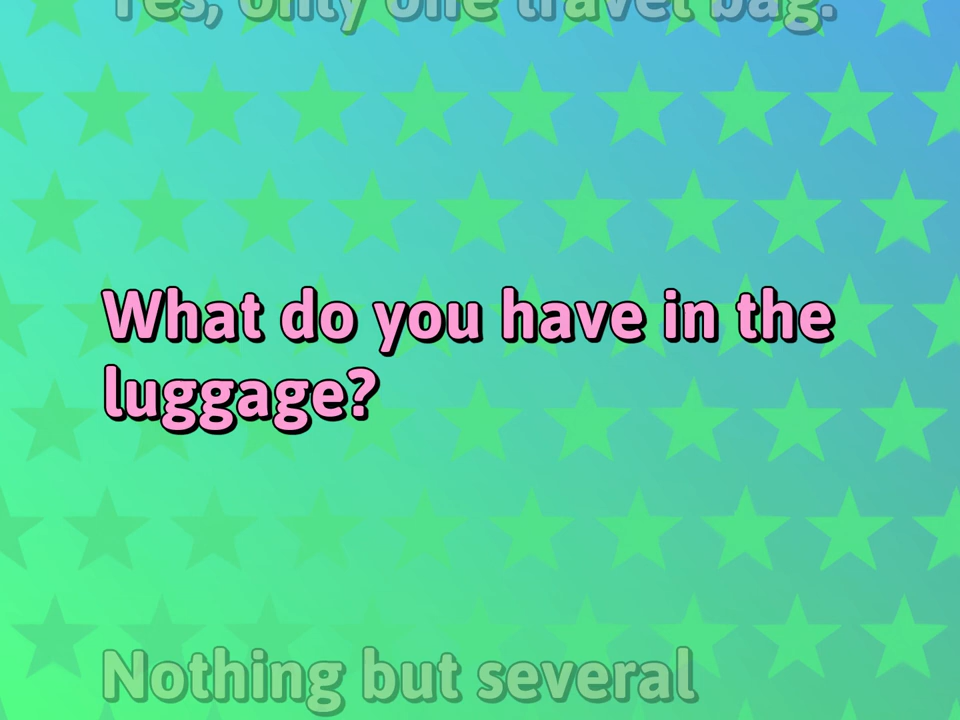 Yes, only one travel bag.
What do you have in the
luggage?
Nothing but several